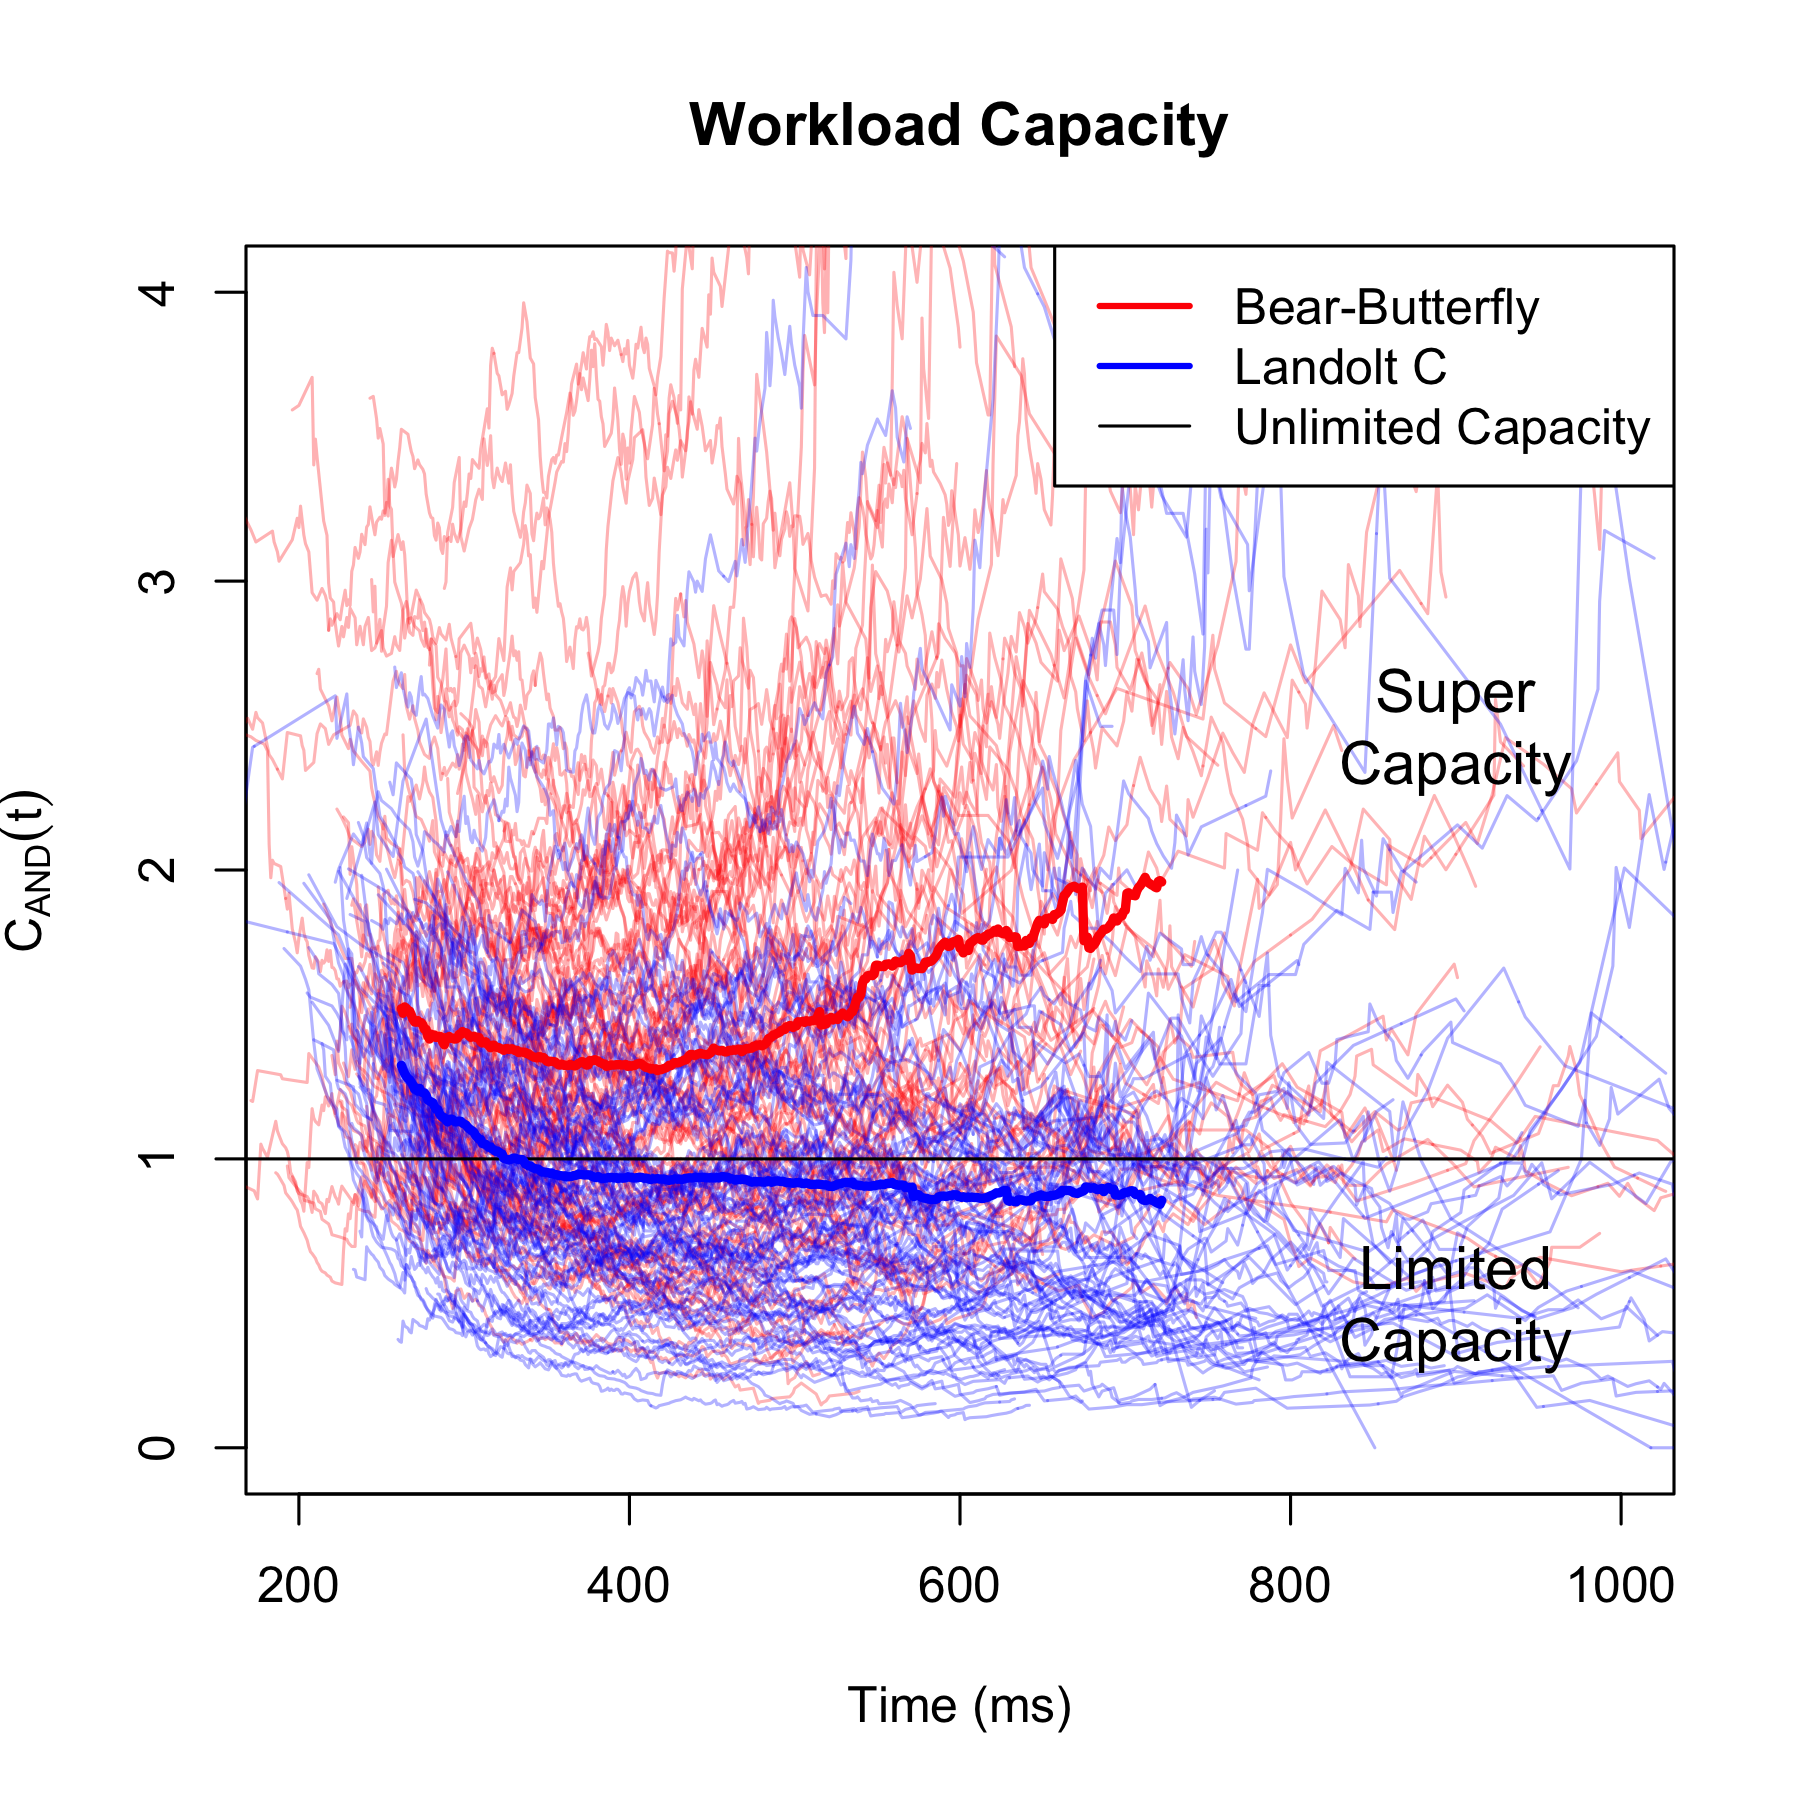 Workload Capacity
4
3
2
1
0
C_AND(t)
Bear-Butterfly
Landolt C
Unlimited Capacity
Super
Capacity
Limited
Capacity
200 400 600 800 1000
Time (ms)